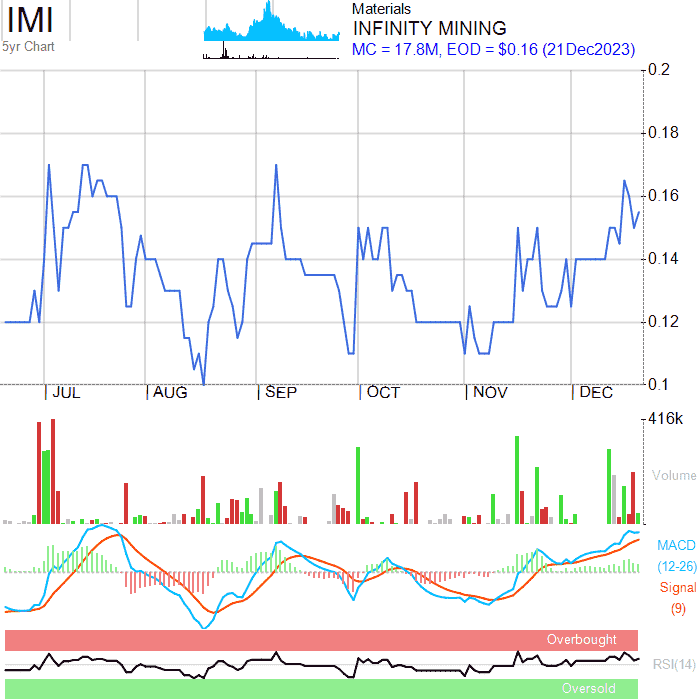 IMI
5yr Chart
Materials
INFINITY MINING
MC = 17.8M, EOD = $0.16 (21Dec2023)
0.2
0.18
0.16
0.14
0.12
0.1
JUL AUG SEP OCT NOV DEC
416k
Volume
MACD
(12-26)
Signal
(9)
Overbought
RSI(14)
Oversold